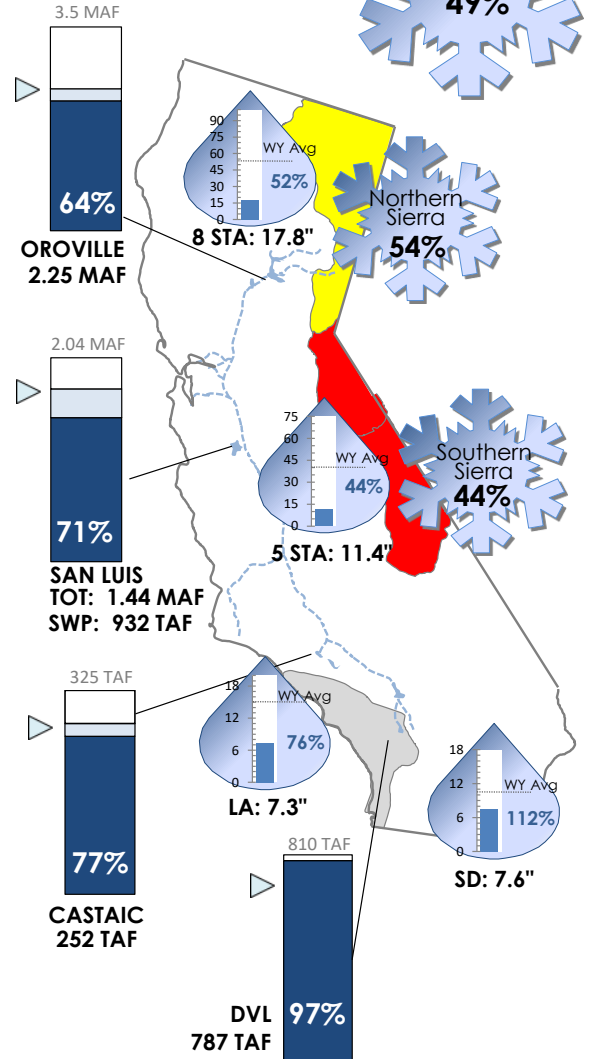 49%
3.5 MAF
64%
OROVILLE
2.25 MAF
90
75
60
45
30
15
0
WY Avg
52%
8 STA: 17.8"
Northern
Sierra
54%
2.04 MAF
71%
SAN LUIS
TOT: 1.44 MAF
SWP: 932 TAF
75
60
45
30
15
0
WY Avg
44%
5 STA: 11.4"
Southern
Sierra
44%
325 TAF
77%
CASTAIC
252 TAF
18
12
6
0
WY Avg
76%
LA: 7.3"
18
12
6
0
WY Avg
112%
SD: 7.6"
810 TAF
97%
DVL
787 TAF